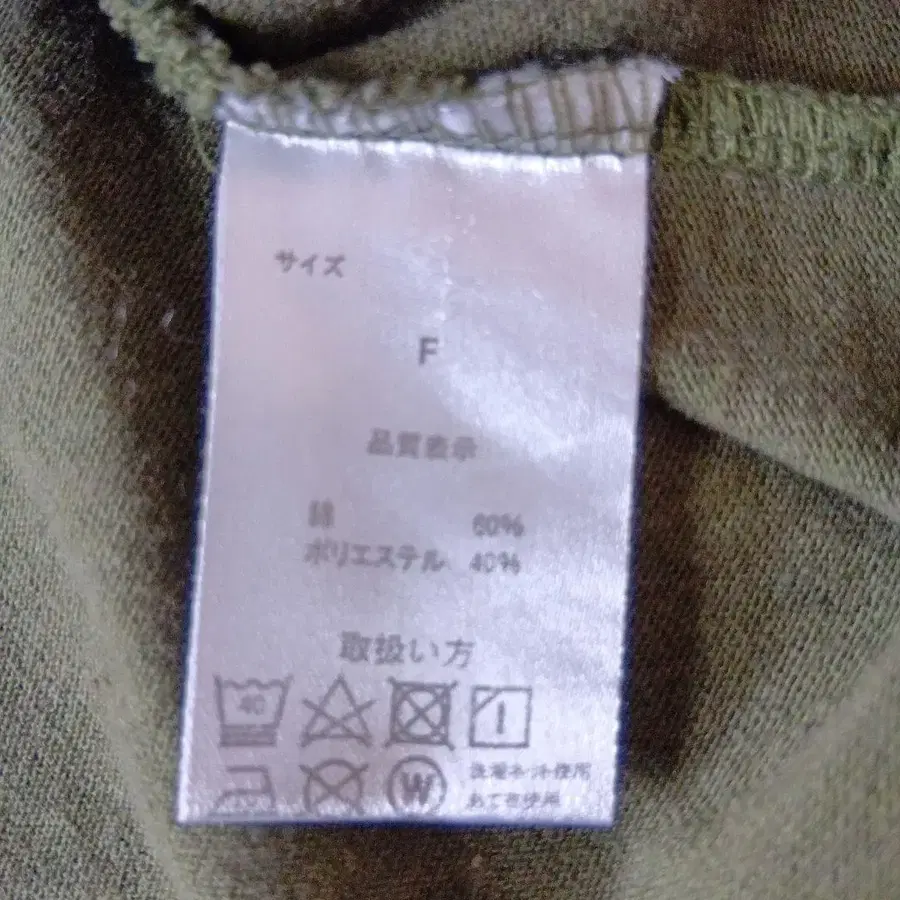 サイズ
F
品質表示
綿 60%
ポリエステル 40%
取扱い方
40
W
洗濯ネット使用
あて布使用